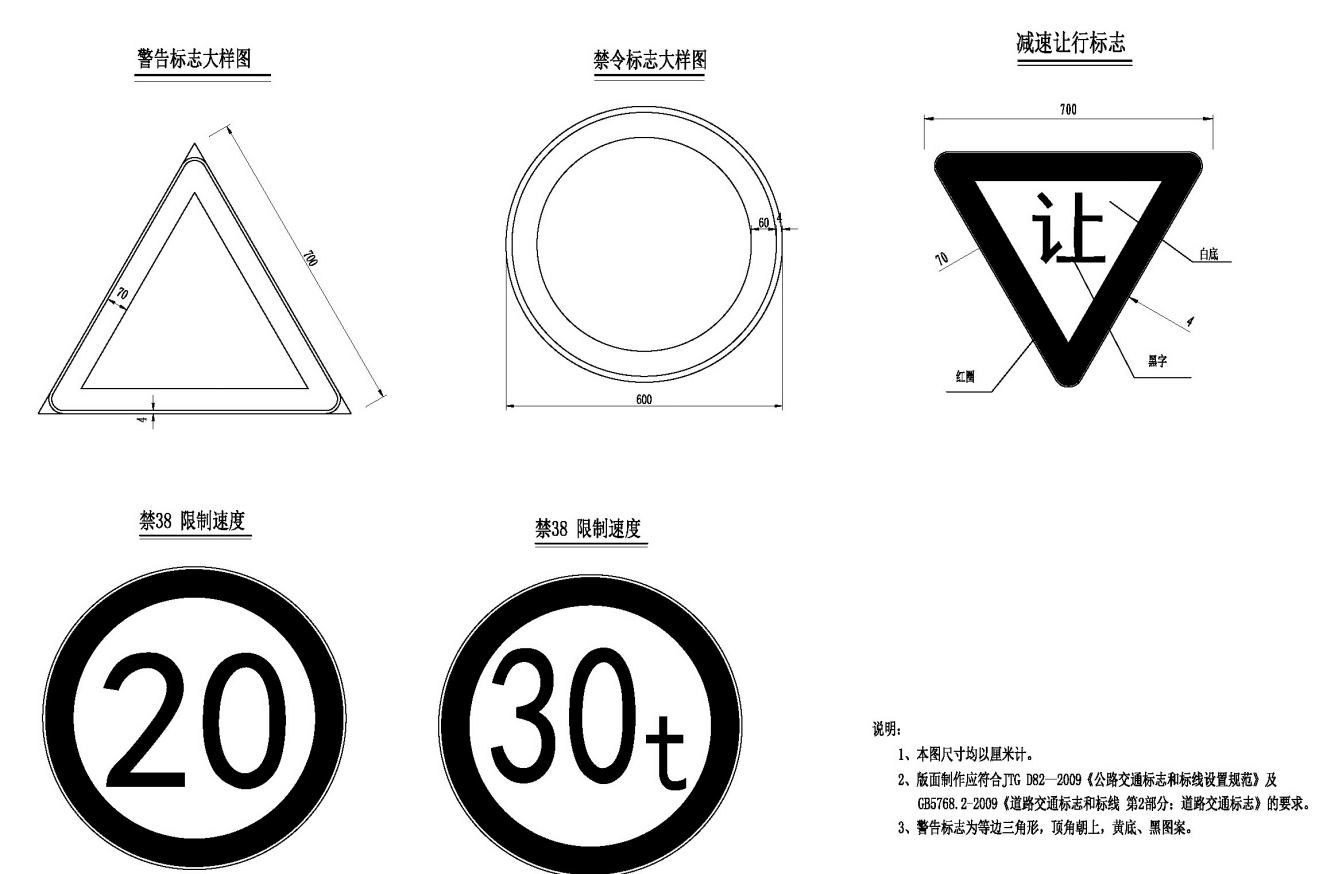 警告标志大样图
禁令标志大样图
减速让行标志
700
70
4
60
4
600
700
让
70
白底
4
黑字
红圈
禁38 限制速度
禁38 限制速度
20
30t
说明:
1、本图尺寸均以厘米计。
2、版面制作应符合JTG D82—2009《公路交通标志和标线设置规范》及
GB5768.2-2009《道路交通标志和标线 第2部分：道路交通标志》的要求。
3、警告标志为等边三角形，顶角朝上，黄底、黑图案。